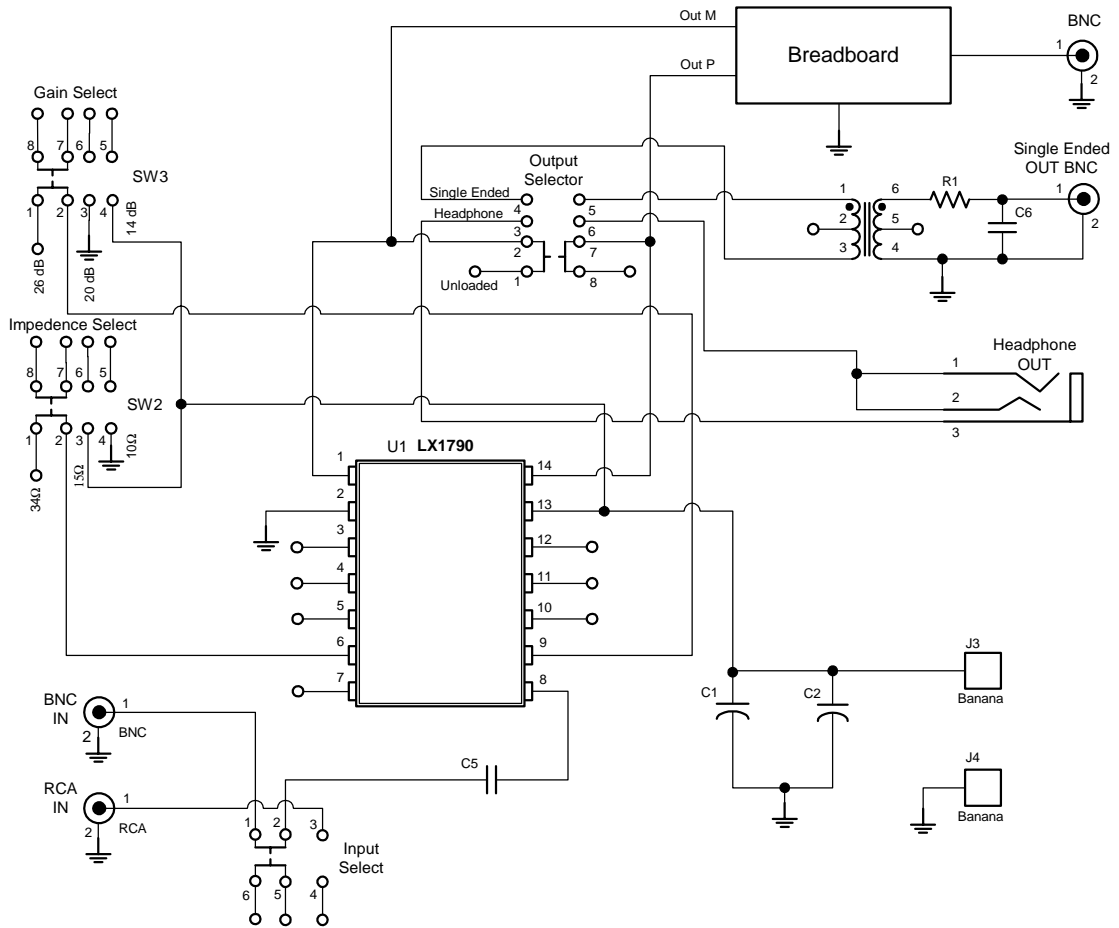 Out M
Out P
Breadboard
BNC
1
2
Gain Select
8
7
6
5
SW3
1
2
3
4
26 dB
20 dB
14 dB
Output
Selector
Single Ended
Headphone
4
3
2
1
Unloaded
5
6
7
8
1
2
3
6
5
4
R1
C6
Single Ended
OUT BNC
1
2
Impedence Select
8
7
6
5
SW2
1
2
3
4
34Ω
15Ω
10Ω
Headphone
OUT
1
2
3
U1 LX1790
1
2
3
4
5
6
7
14
13
12
11
10
9
8
BNC
IN
1
2
BNC
RCA
IN
1
2
RCA
C5
1
2
3
6
5
4
Input
Select
C1
C2
J3
Banana
J4
Banana